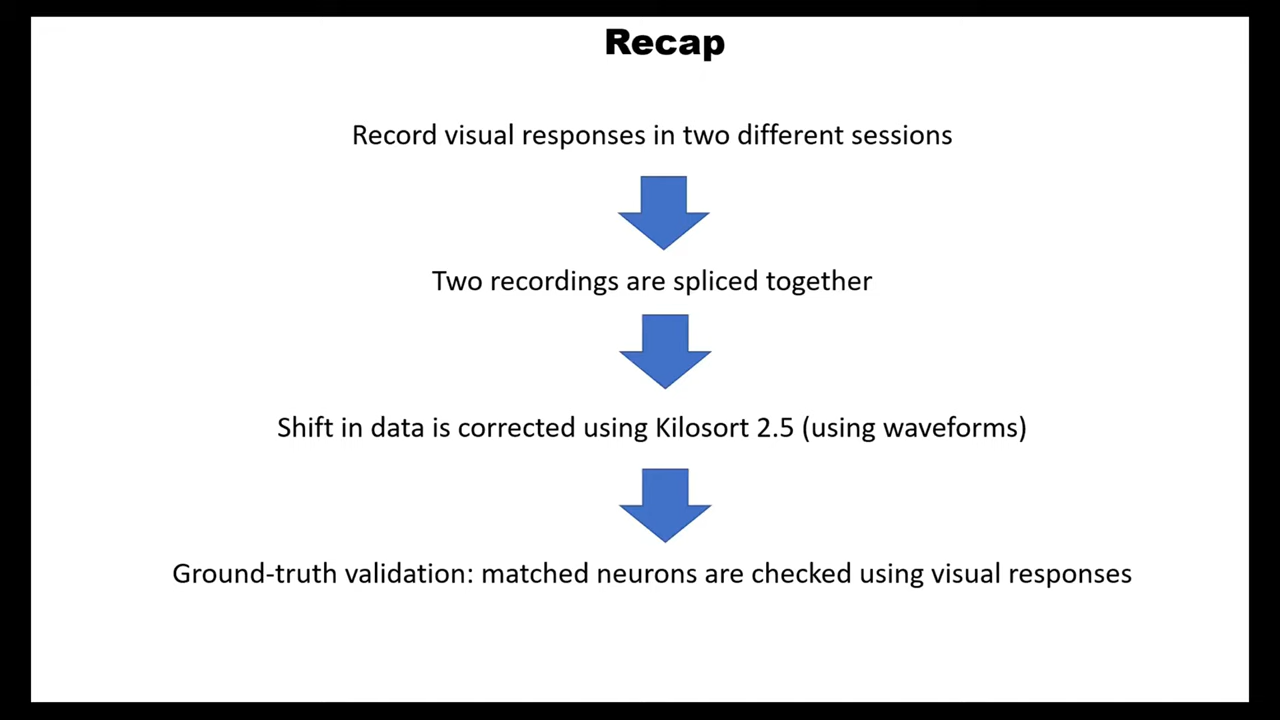 Recap
Record visual responses in two different sessions
Two recordings are spliced together
Shift in data is corrected using Kilosort 2.5 (using waveforms)
Ground-truth validation: matched neurons are checked using visual responses